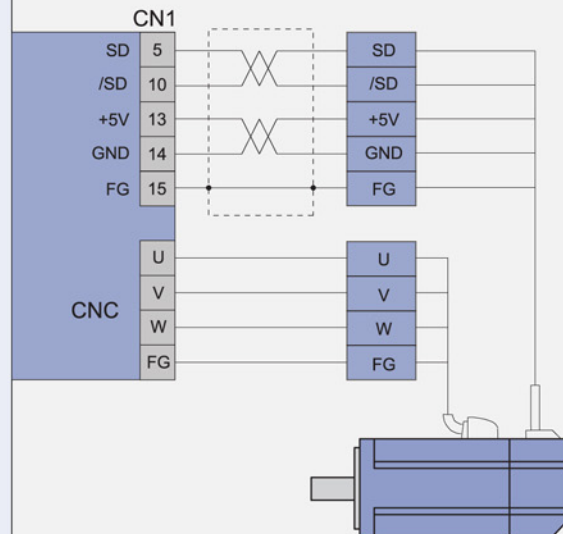 CN1
SD 5 SD
/SD 10 /SD
+5V 13 +5V
GND 14 GND
FG 15 FG
U U
V V
CNC
W W
FG FG